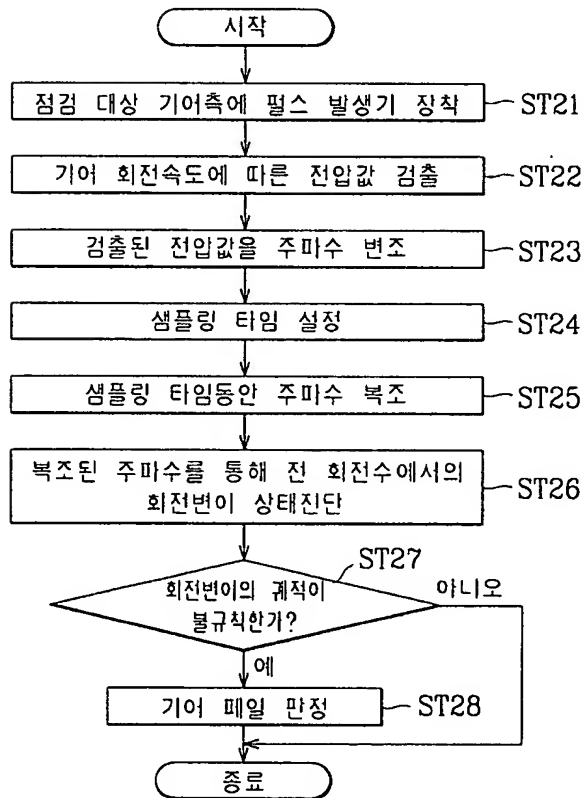 시작
점검 대상 기어측에 펄스 발생기 장착
ST21
기어 회전속도에 따른 전압값 검출
ST22
검출된 전압값을 주파수 변조
ST23
샘플링 타임 설정
ST24
샘플링 타임동안 주파수 복조
ST25
복조된 주파수를 통해 전 회전수에서의
회전변이 상태진단
ST26
ST27
회전변이의 궤적이
불규칙한가?
아니오
예
기어 페일 판정
ST28
종료